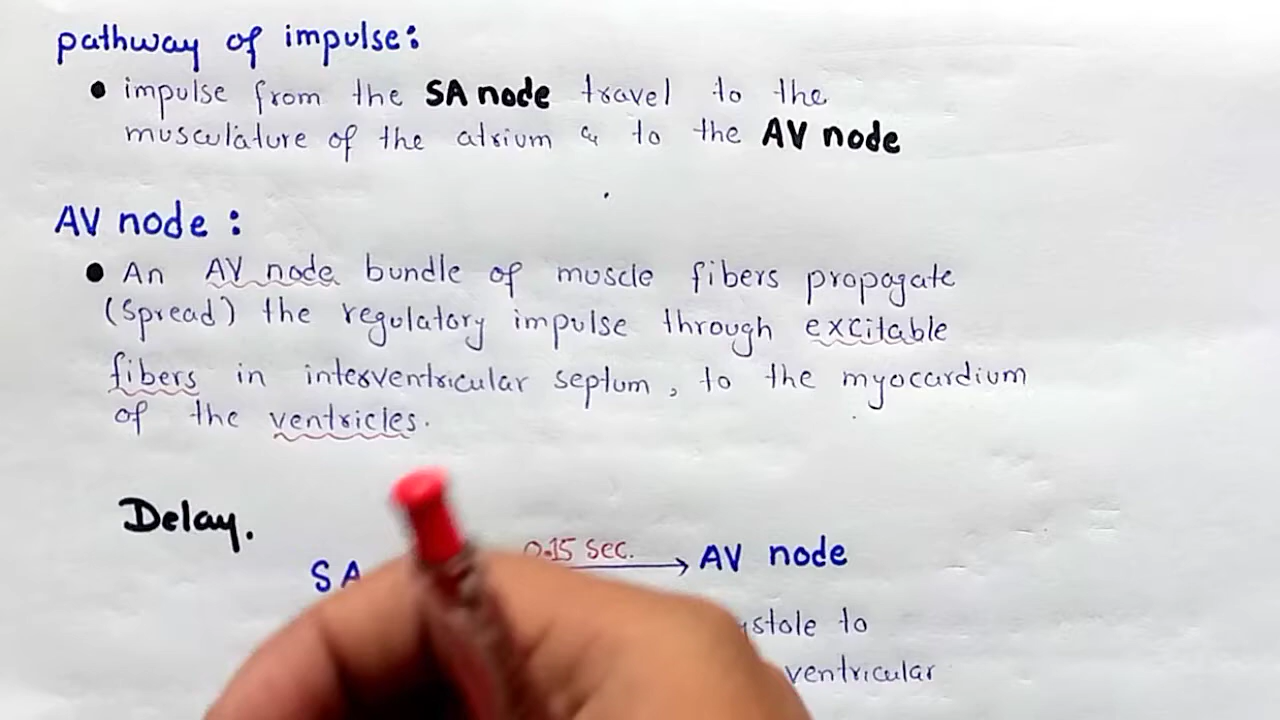 pathway of impulse:
• impulse from the SA node travel to the
musculature of the atrium & to the AV node
AV node :
• An AV node bundle of muscle fibers propagate
(spread) the regulatory impulse through excitable
fibers in interventricular septum, to the myocardium
of the ventricles.
Delay.
SA 0.15 sec. → AV node
to
ventricular